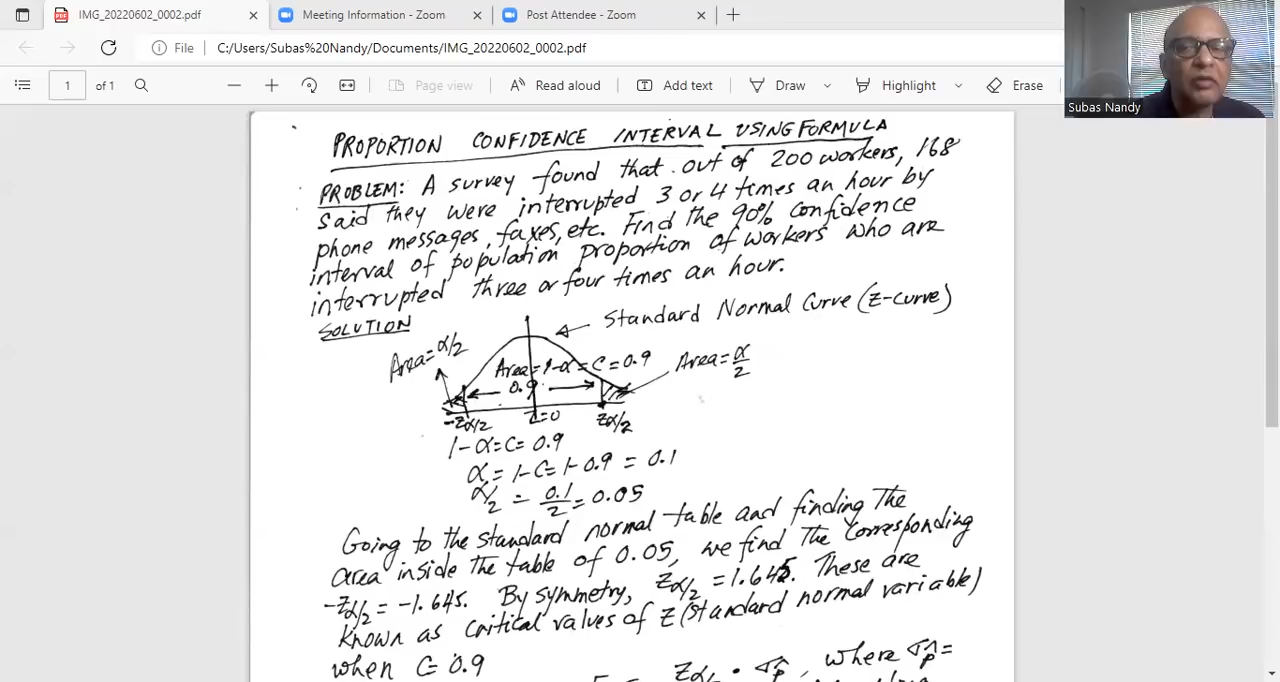 IMG_20220602_0002.pdf
Meeting Information - Zoom
Post Attendee - Zoom
File
C:/Users/Subas%20Nandy/Documents/IMG_20220602_0002.pdf
1 of 1
Page view
Read aloud
Add text
Draw
Highlight
Erase
Subas Nandy
PROPORTION CONFIDENCE INTERVAL USING FORMULA
PROBLEM: A survey found that out of 200 workers, 168
said they were interrupted 3 or 4 times an hour by
phone messages, faxes, etc. Find the 90% confidence
interval of population proportion of workers who are
interrupted three or four times an hour.
SOLUTION
Standard Normal Curve (Z-curve)
Area=α/2
Area=1-α=C=0.9
Area=α/2
0.9
-Zα/2
Z=0
Zα/2
1-α=C=0.9
α=1-C=1-0.9=0.1
α/2=0.1/2=0.05
Going to the standard normal table and finding The
area inside the table of 0.05, we find The corresponding
-Zα/2=-1.645. By symmetry, Zα/2=1.645. These are
known as critical values of Z (standard normal variable)
when C=0.9
Zα/2 · σp̂, where σp̂=